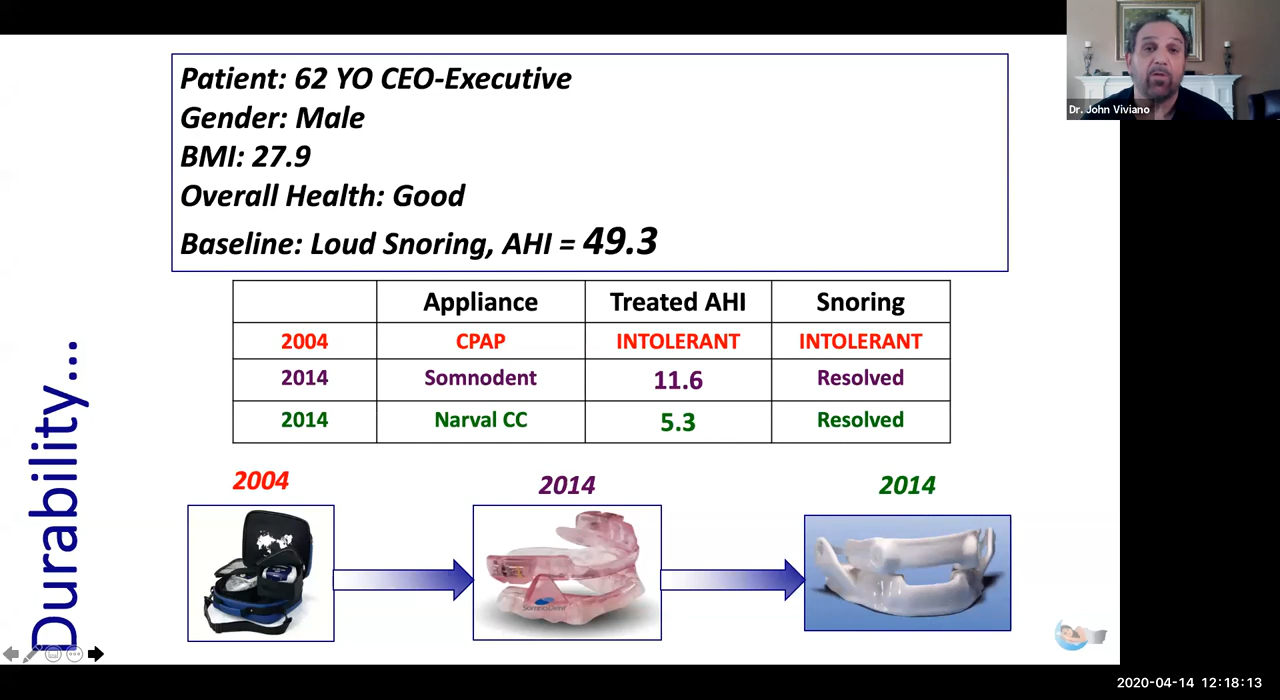 Patient: 62 YO CEO-Executive
Gender: Male
BMI: 27.9
Overall Health: Good
Baseline: Loud Snoring, AHI = 49.3
Dr. John Viviano
Appliance Treated AHI Snoring
2004 CPAP INTOLERANT INTOLERANT
2014 Somnodent 11.6 Resolved
2014 Narval CC 5.3 Resolved
Durability...
2004 2014 2014
SomnoDent
2020-04-14 12:18:13